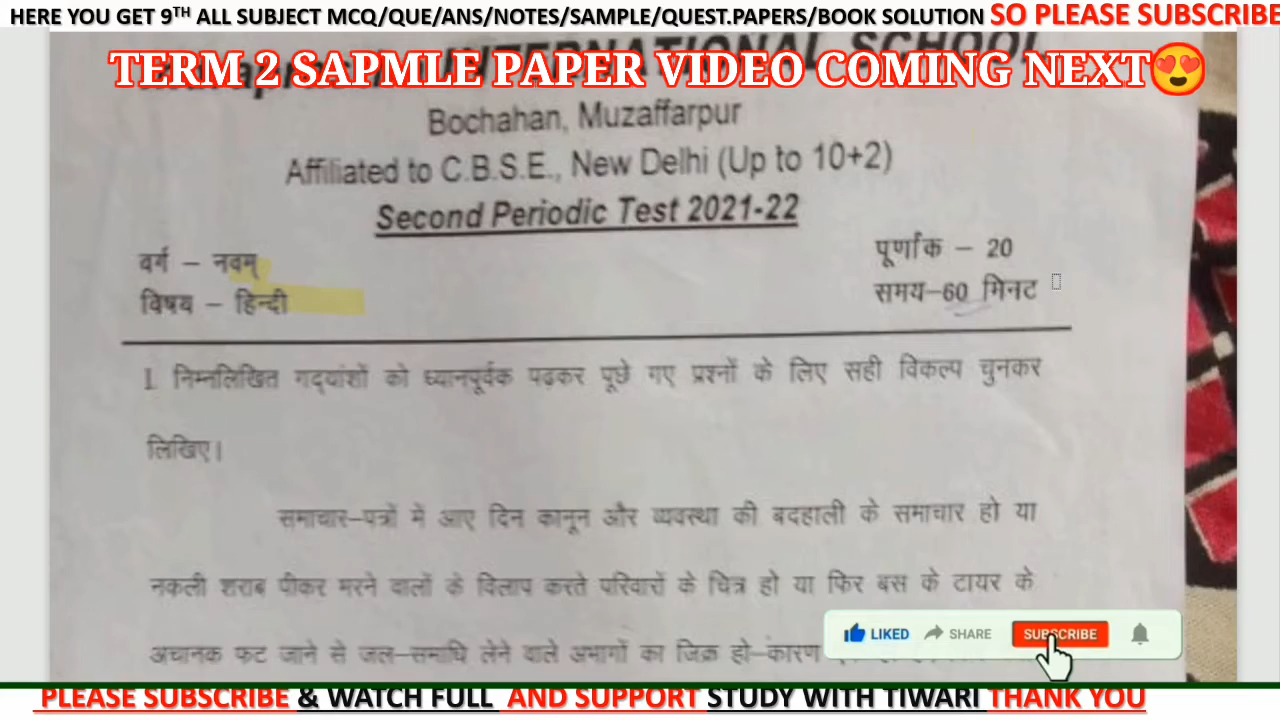 HERE YOU GET 9TH ALL SUBJECT MCQ/QUE/ANS/NOTES/SAMPLE/QUEST.PAPERS/BOOK SOLUTION SO PLEASE SUBSCRIBE
INTERNATIONAL SCHOOL
TERM 2 SAPMLE PAPER VIDEO COMING NEXT😍
Bochahan, Muzaffarpur
Affiliated to C.B.S.E., New Delhi (Up to 10+2)
Second Periodic Test 2021-22
वर्ग – नवम्
पूर्णांक – 20
विषय – हिन्दी
समय–60 मिनट
1. निम्नलिखित गद्यांशों को ध्यानपूर्वक पढ़कर पूछे गए प्रश्नों के लिए सही विकल्प चुनकर
लिखिए।
समाचार–पत्रों में आए दिन कानून और व्यवस्था की बदहाली के समाचार हो या
नकली शराब पीकर मरने वालों के विलाप करते परिवारों के चित्र हो या फिर बस के टायर के
अचानक फट जाने से जल–समाधि लेने वाले अभागों का जिक्र हो–कारण
LIKED SHARE SUBSCRIBE
PLEASE SUBSCRIBE & WATCH FULL AND SUPPORT STUDY WITH TIWARI THANK YOU